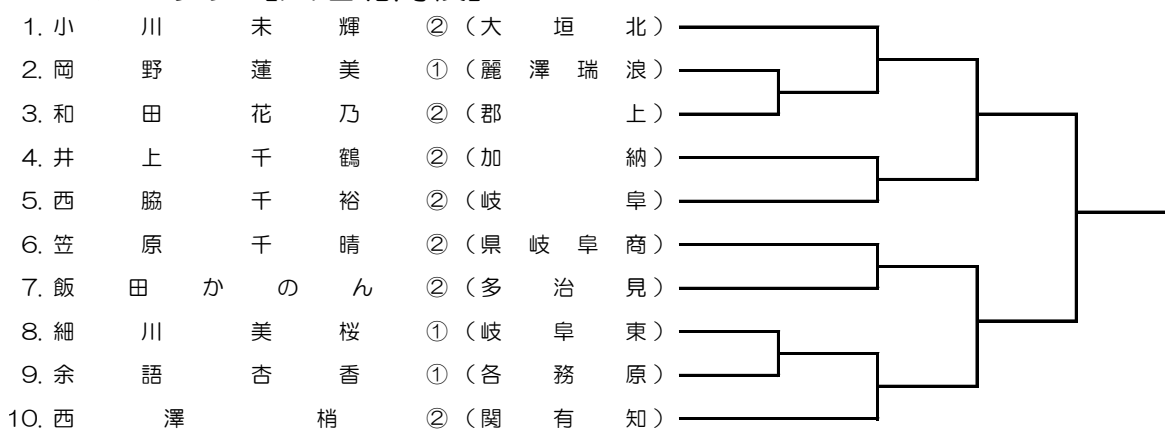 1. 小川未輝 ② (大垣北)
2. 岡野蓮美 ① (麗澤瑞浪)
3. 和田花乃 ② (郡上)
4. 井上千鶴 ② (加納)
5. 西脇千裕 ② (岐阜)
6. 笠原千晴 ② (県岐阜商)
7. 飯田かのん ② (多治見)
8. 細川美桜 ① (岐阜東)
9. 余語杏香 ① (各務原)
10. 西澤梢 ② (関有知)